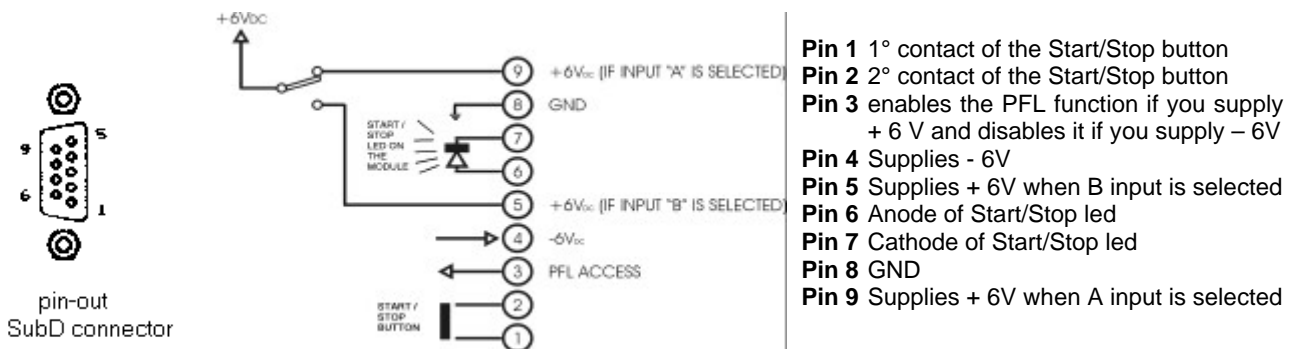 +6VDC
9
5
6
1
pin-out
SubD connector
9 +6VDC (IF INPUT "A" IS SELECTED)
8 GND
START /
STOP
LED ON
THE
MODULE
7
6
5 +6VDC (IF INPUT "B" IS SELECTED)
4 -6VDC
3 PFL ACCESS
START /
STOP
BUTTON
2
1
Pin 1 1° contact of the Start/Stop button
Pin 2 2° contact of the Start/Stop button
Pin 3 enables the PFL function if you supply
+ 6 V and disables it if you supply – 6V
Pin 4 Supplies - 6V
Pin 5 Supplies + 6V when B input is selected
Pin 6 Anode of Start/Stop led
Pin 7 Cathode of Start/Stop led
Pin 8 GND
Pin 9 Supplies + 6V when A input is selected